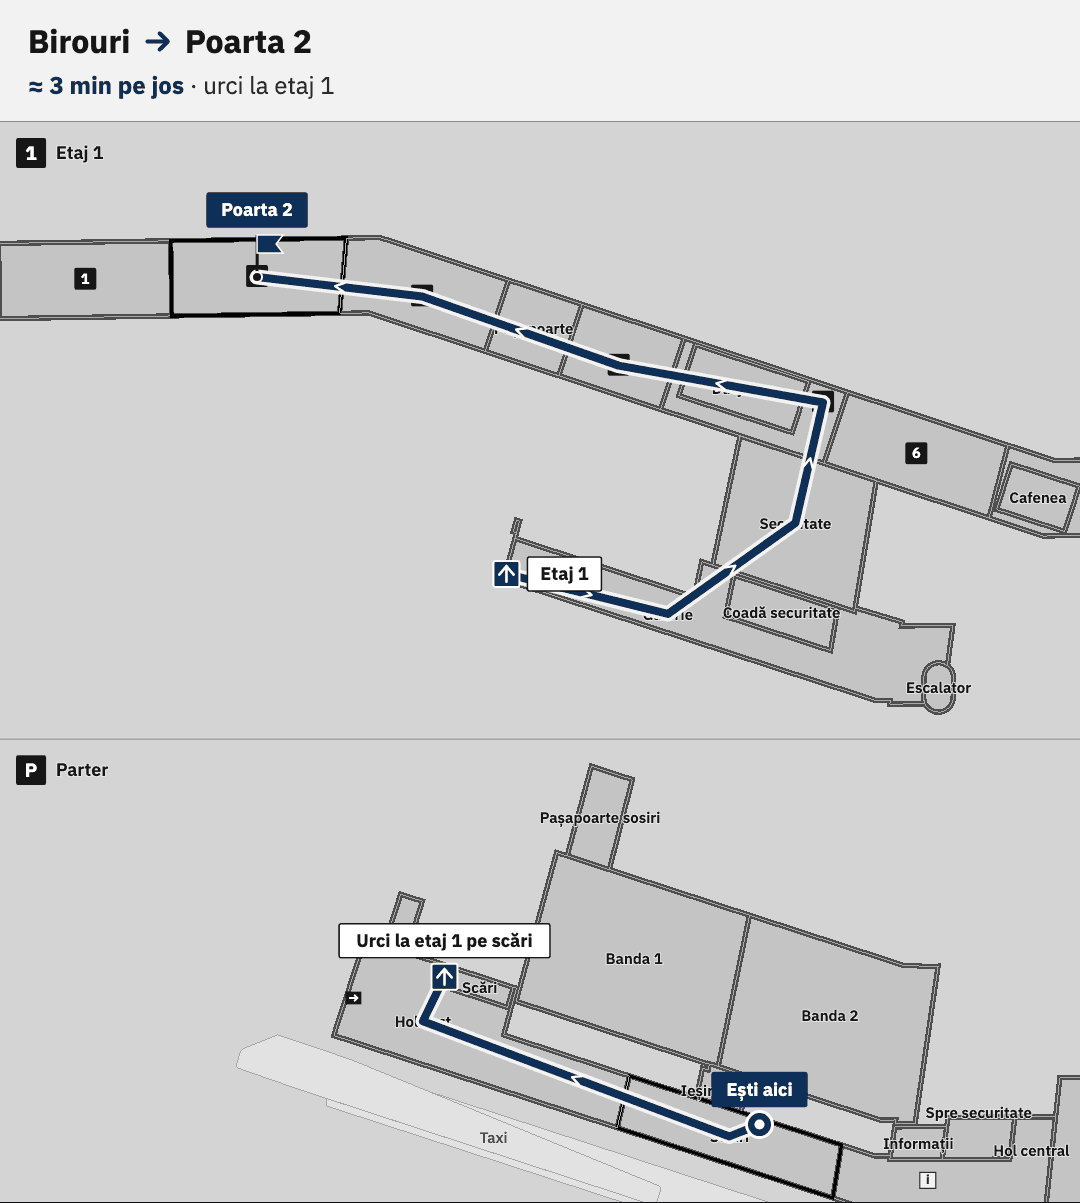 Birouri → Poarta 2
≈ 3 min pe jos · urci la etaj 1
1 Etaj 1
Poarta 2
1
6
Cafenea
Etaj 1
Coadă securitate
Escalator
P Parter
Pașapoarte sosiri
Urci la etaj 1 pe scări
Banda 1
Scări
Banda 2
Ești aici
Spre securitate
Taxi
Informații
Hol central
i